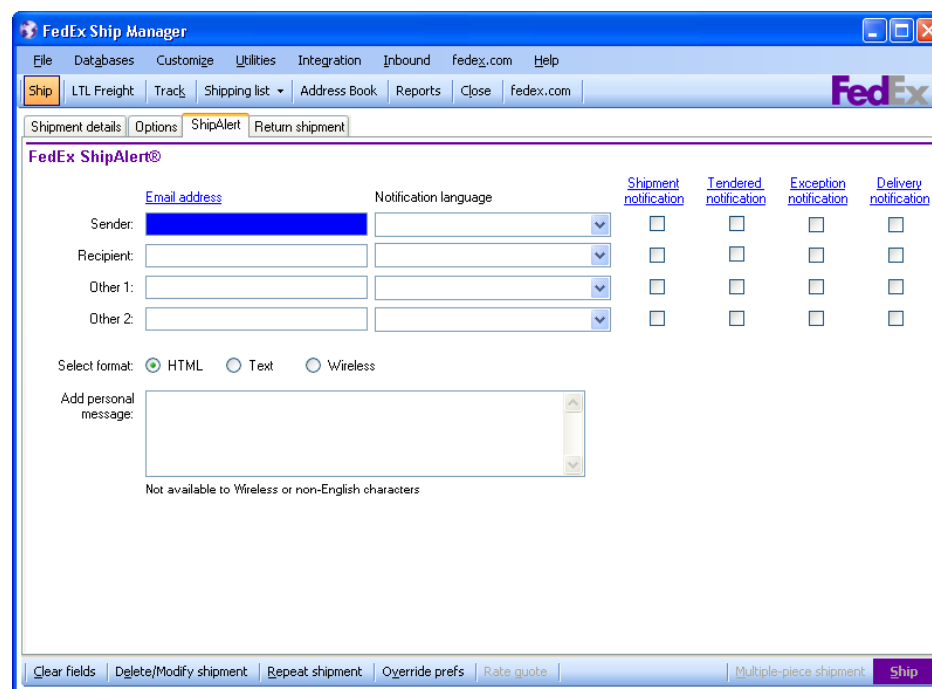 FedEx Ship Manager
File Databases Customize Utilities Integration Inbound fedex.com Help
Ship LTL Freight Track Shipping list Address Book Reports Close fedex.com FedEx
Shipment details Options ShipAlert Return shipment
FedEx ShipAlert®
Email address Notification language Shipment notification Tendered notification Exception notification Delivery notification
Sender:
Recipient:
Other 1:
Other 2:
Select format: HTML Text Wireless
Add personal
message:
Not available to Wireless or non-English characters
Clear fields Delete/Modify shipment Repeat shipment Override prefs Rate quote Multiple-piece shipment Ship